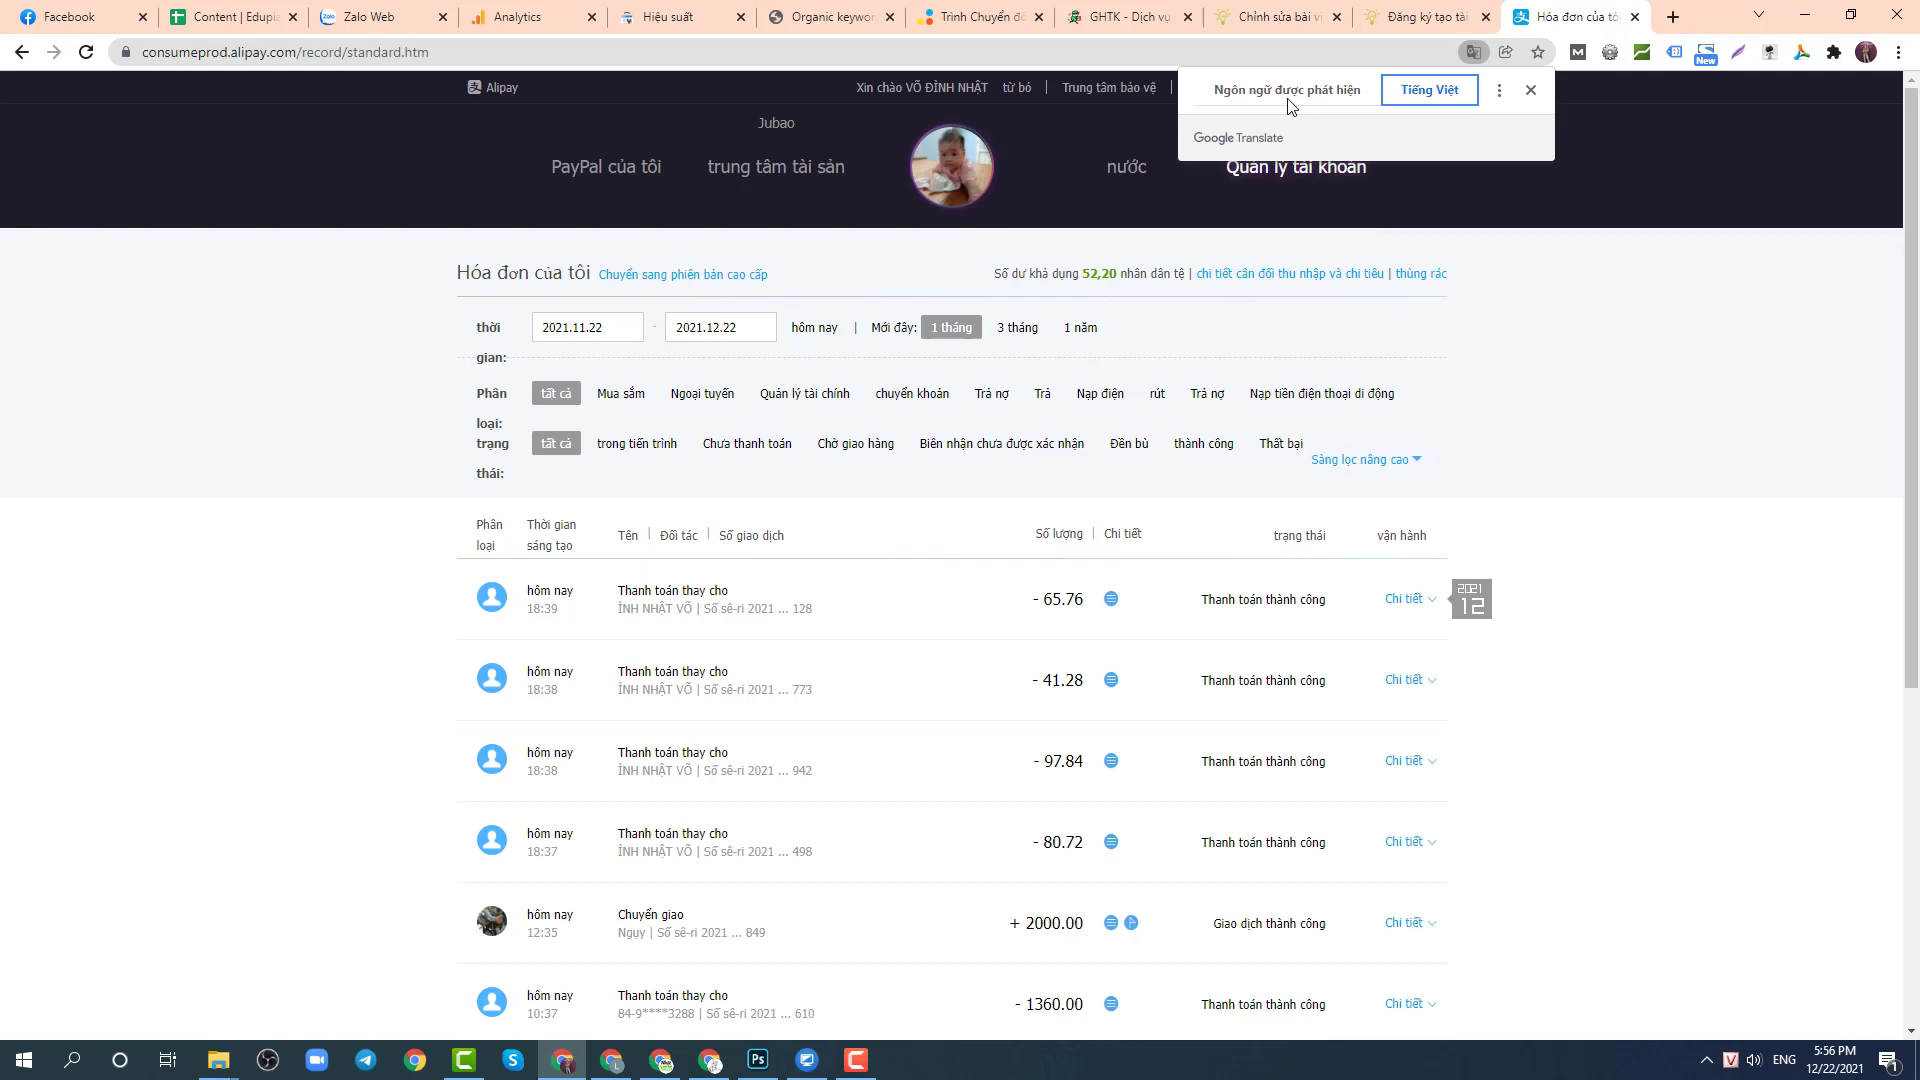 Facebook
Content | Edupia
Zalo Web
Analytics
Hiệu suất
Organic keywor
Trình Chuyển đổ
GHTK - Dịch vụ
Chỉnh sửa bài vi
Đăng ký tạo tài
Hóa đơn của tôi
consumeprod.alipay.com/record/standard.htm
New
Alipay
Xin chào VÕ ĐÌNH NHẬT từ bỏ | Trung tâm bảo vệ |
Ngôn ngữ được phát hiện
Tiếng Việt
Google Translate
Jubao
PayPal của tôi
trung tâm tài sản
nước
Quản lý tài khoản
Hóa đơn của tôi
Chuyển sang phiên bản cao cấp
Số dư khả dụng 52,20 nhân dân tệ | chi tiết cân đối thu nhập và chi tiêu | thùng rác
thời gian:
2021.11.22 - 2021.12.22 hôm nay | Mới đây: 1 tháng 3 tháng 1 năm
Phân loại:
tất cả Mua sắm Ngoại tuyến Quản lý tài chính chuyển khoản Trả nợ Trả Nạp điện rút Trả nợ Nạp tiền điện thoại di động
trạng thái:
tất cả trong tiến trình Chưa thanh toán Chờ giao hàng Biên nhận chưa được xác nhận Đền bù thành công Thất bại
Sàng lọc nâng cao
Phân loại
Thời gian sáng tạo
Tên | Đối tác | Số giao dịch
Số lượng | Chi tiết
trạng thái
vận hành
hôm nay Thanh toán thay cho
18:39 ÌNH NHẬT VÕ | Số sê-ri 2021 ... 128
- 65.76 Thanh toán thành công Chi tiết
2021
12
hôm nay Thanh toán thay cho
18:38 ÌNH NHẬT VÕ | Số sê-ri 2021 ... 773
- 41.28 Thanh toán thành công Chi tiết
hôm nay Thanh toán thay cho
18:38 ÌNH NHẬT VÕ | Số sê-ri 2021 ... 942
- 97.84 Thanh toán thành công Chi tiết
hôm nay Thanh toán thay cho
18:37 ÌNH NHẬT VÕ | Số sê-ri 2021 ... 498
- 80.72 Thanh toán thành công Chi tiết
hôm nay Chuyển giao
12:35 Ngụy | Số sê-ri 2021 ... 849
+ 2000.00 Giao dịch thành công Chi tiết
hôm nay Thanh toán thay cho
10:37 84-9****3288 | Số sê-ri 2021 ... 610
- 1360.00 Thanh toán thành công Chi tiết
ENG
5:56 PM
12/22/2021